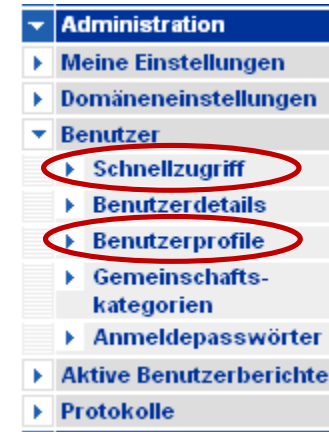 Administration
Meine Einstellungen
Domäneneinstellungen
Benutzer
Schnellzugriff
Benutzerdetails
Benutzerprofile
Gemeinschafts-
kategorien
Anmeldepasswörter
Aktive Benutzerberichte
Protokolle